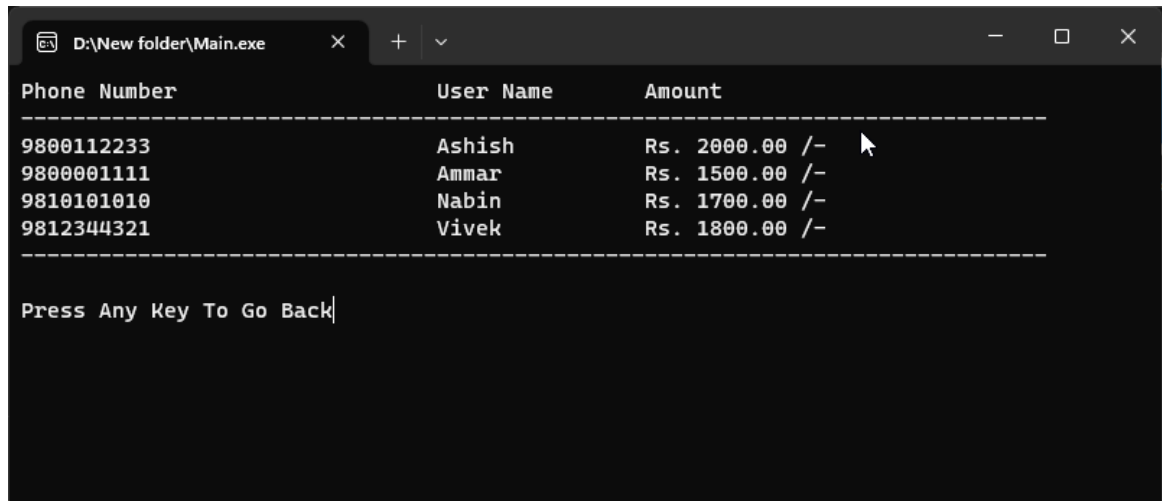 D:\New folder\Main.exe
Phone Number User Name Amount
9800112233 Ashish Rs. 2000.00 /-
9800001111 Ammar Rs. 1500.00 /-
9810101010 Nabin Rs. 1700.00 /-
9812344321 Vivek Rs. 1800.00 /-
Press Any Key To Go Back